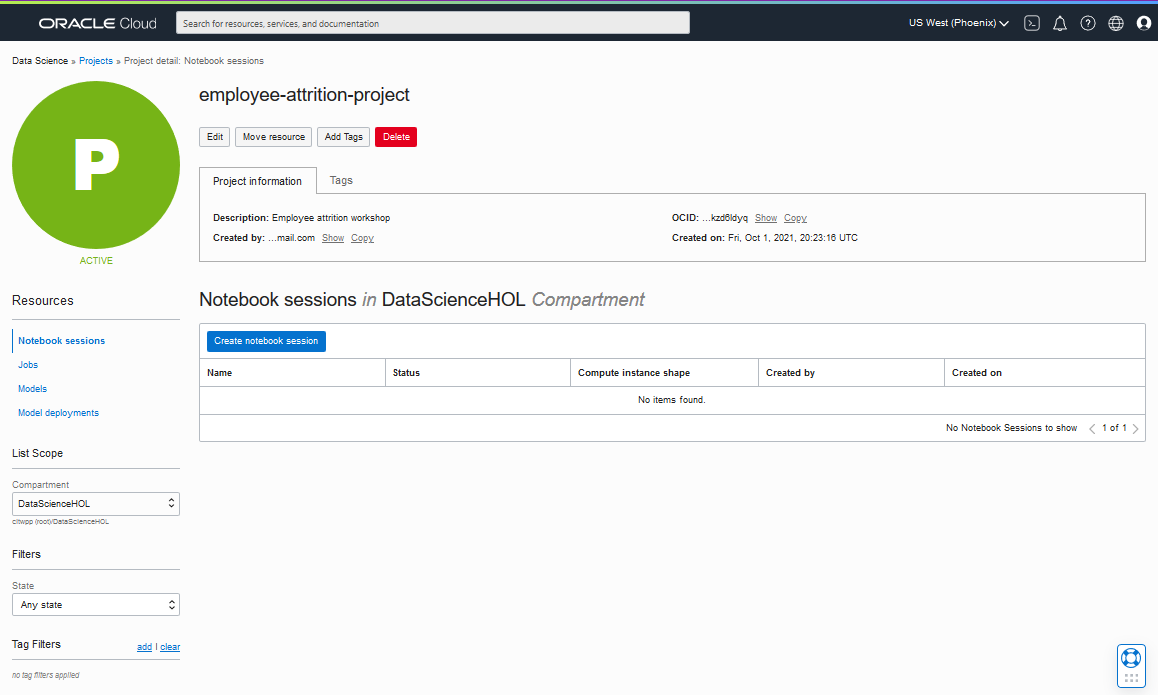 ORACLE Cloud
Search for resources, services, and documentation
US West (Phoenix)
Data Science » Projects » Project detail: Notebook sessions
P
ACTIVE
employee-attrition-project
Edit
Move resource
Add Tags
Delete
Project information
Tags
Description: Employee attrition workshop
OCID: ...kzd6ldyq Show Copy
Created by: ...mail.com Show Copy
Created on: Fri, Oct 1, 2021, 20:23:16 UTC
Resources
Notebook sessions
Jobs
Models
Model deployments
List Scope
Compartment
DataScienceHOL
citwpp (root)/DataScienceHOL
Filters
State
Any state
Tag Filters
add | clear
no tag filters applied
Notebook sessions in DataScienceHOL Compartment
Create notebook session
Name Status Compute instance shape Created by Created on
No items found.
No Notebook Sessions to show < 1 of 1 >